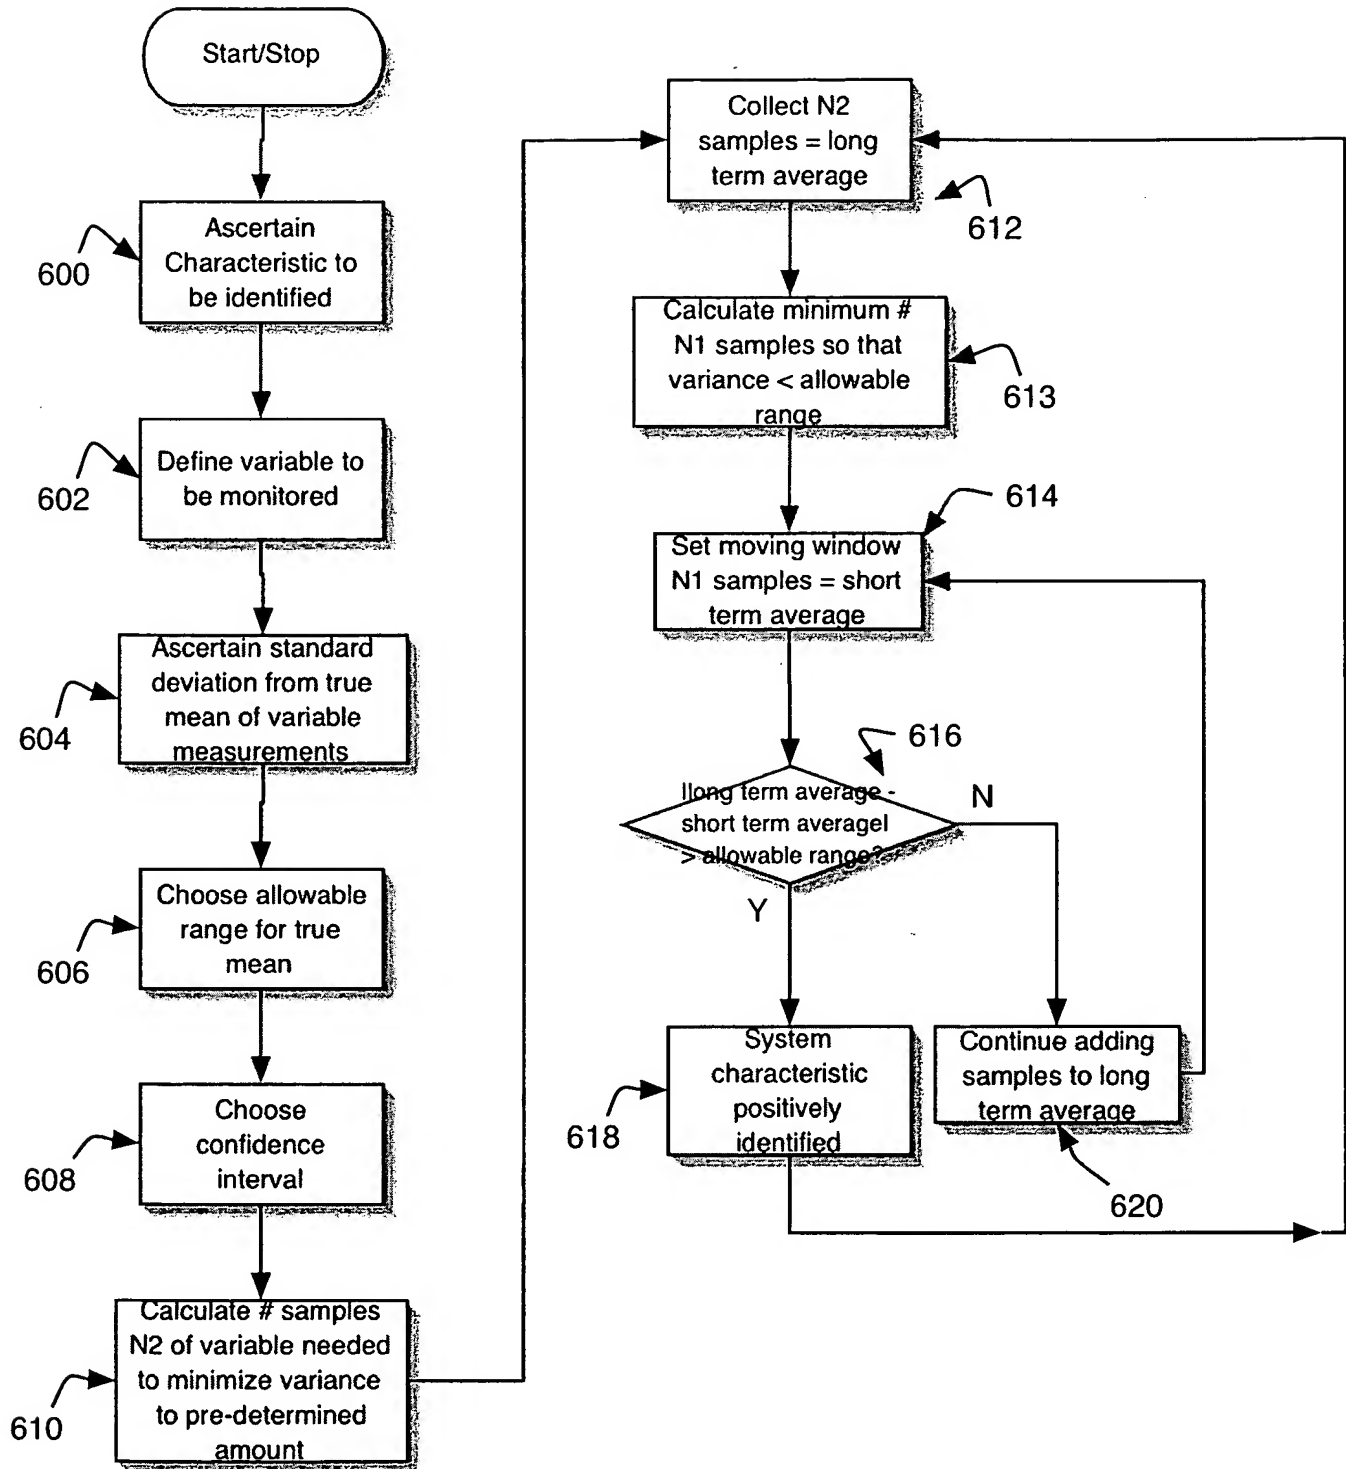 Start/Stop
600
Ascertain
Characteristic to
be identified
602
Define variable to
be monitored
604
Ascertain standard
deviation from true
mean of variable
measurements
606
Choose allowable
range for true
mean
608
Choose
confidence
interval
610
Calculate # samples
N2 of variable needed
to minimize variance
to pre-determined
amount
Collect N2
samples = long
term average
612
Calculate minimum #
N1 samples so that
variance < allowable
range
613
614
Set moving window
N1 samples = short
term average
616
|long term average -
short term average|
> allowable range?
N
Y
618
System
characteristic
positively
identified
Continue adding
samples to long
term average
620